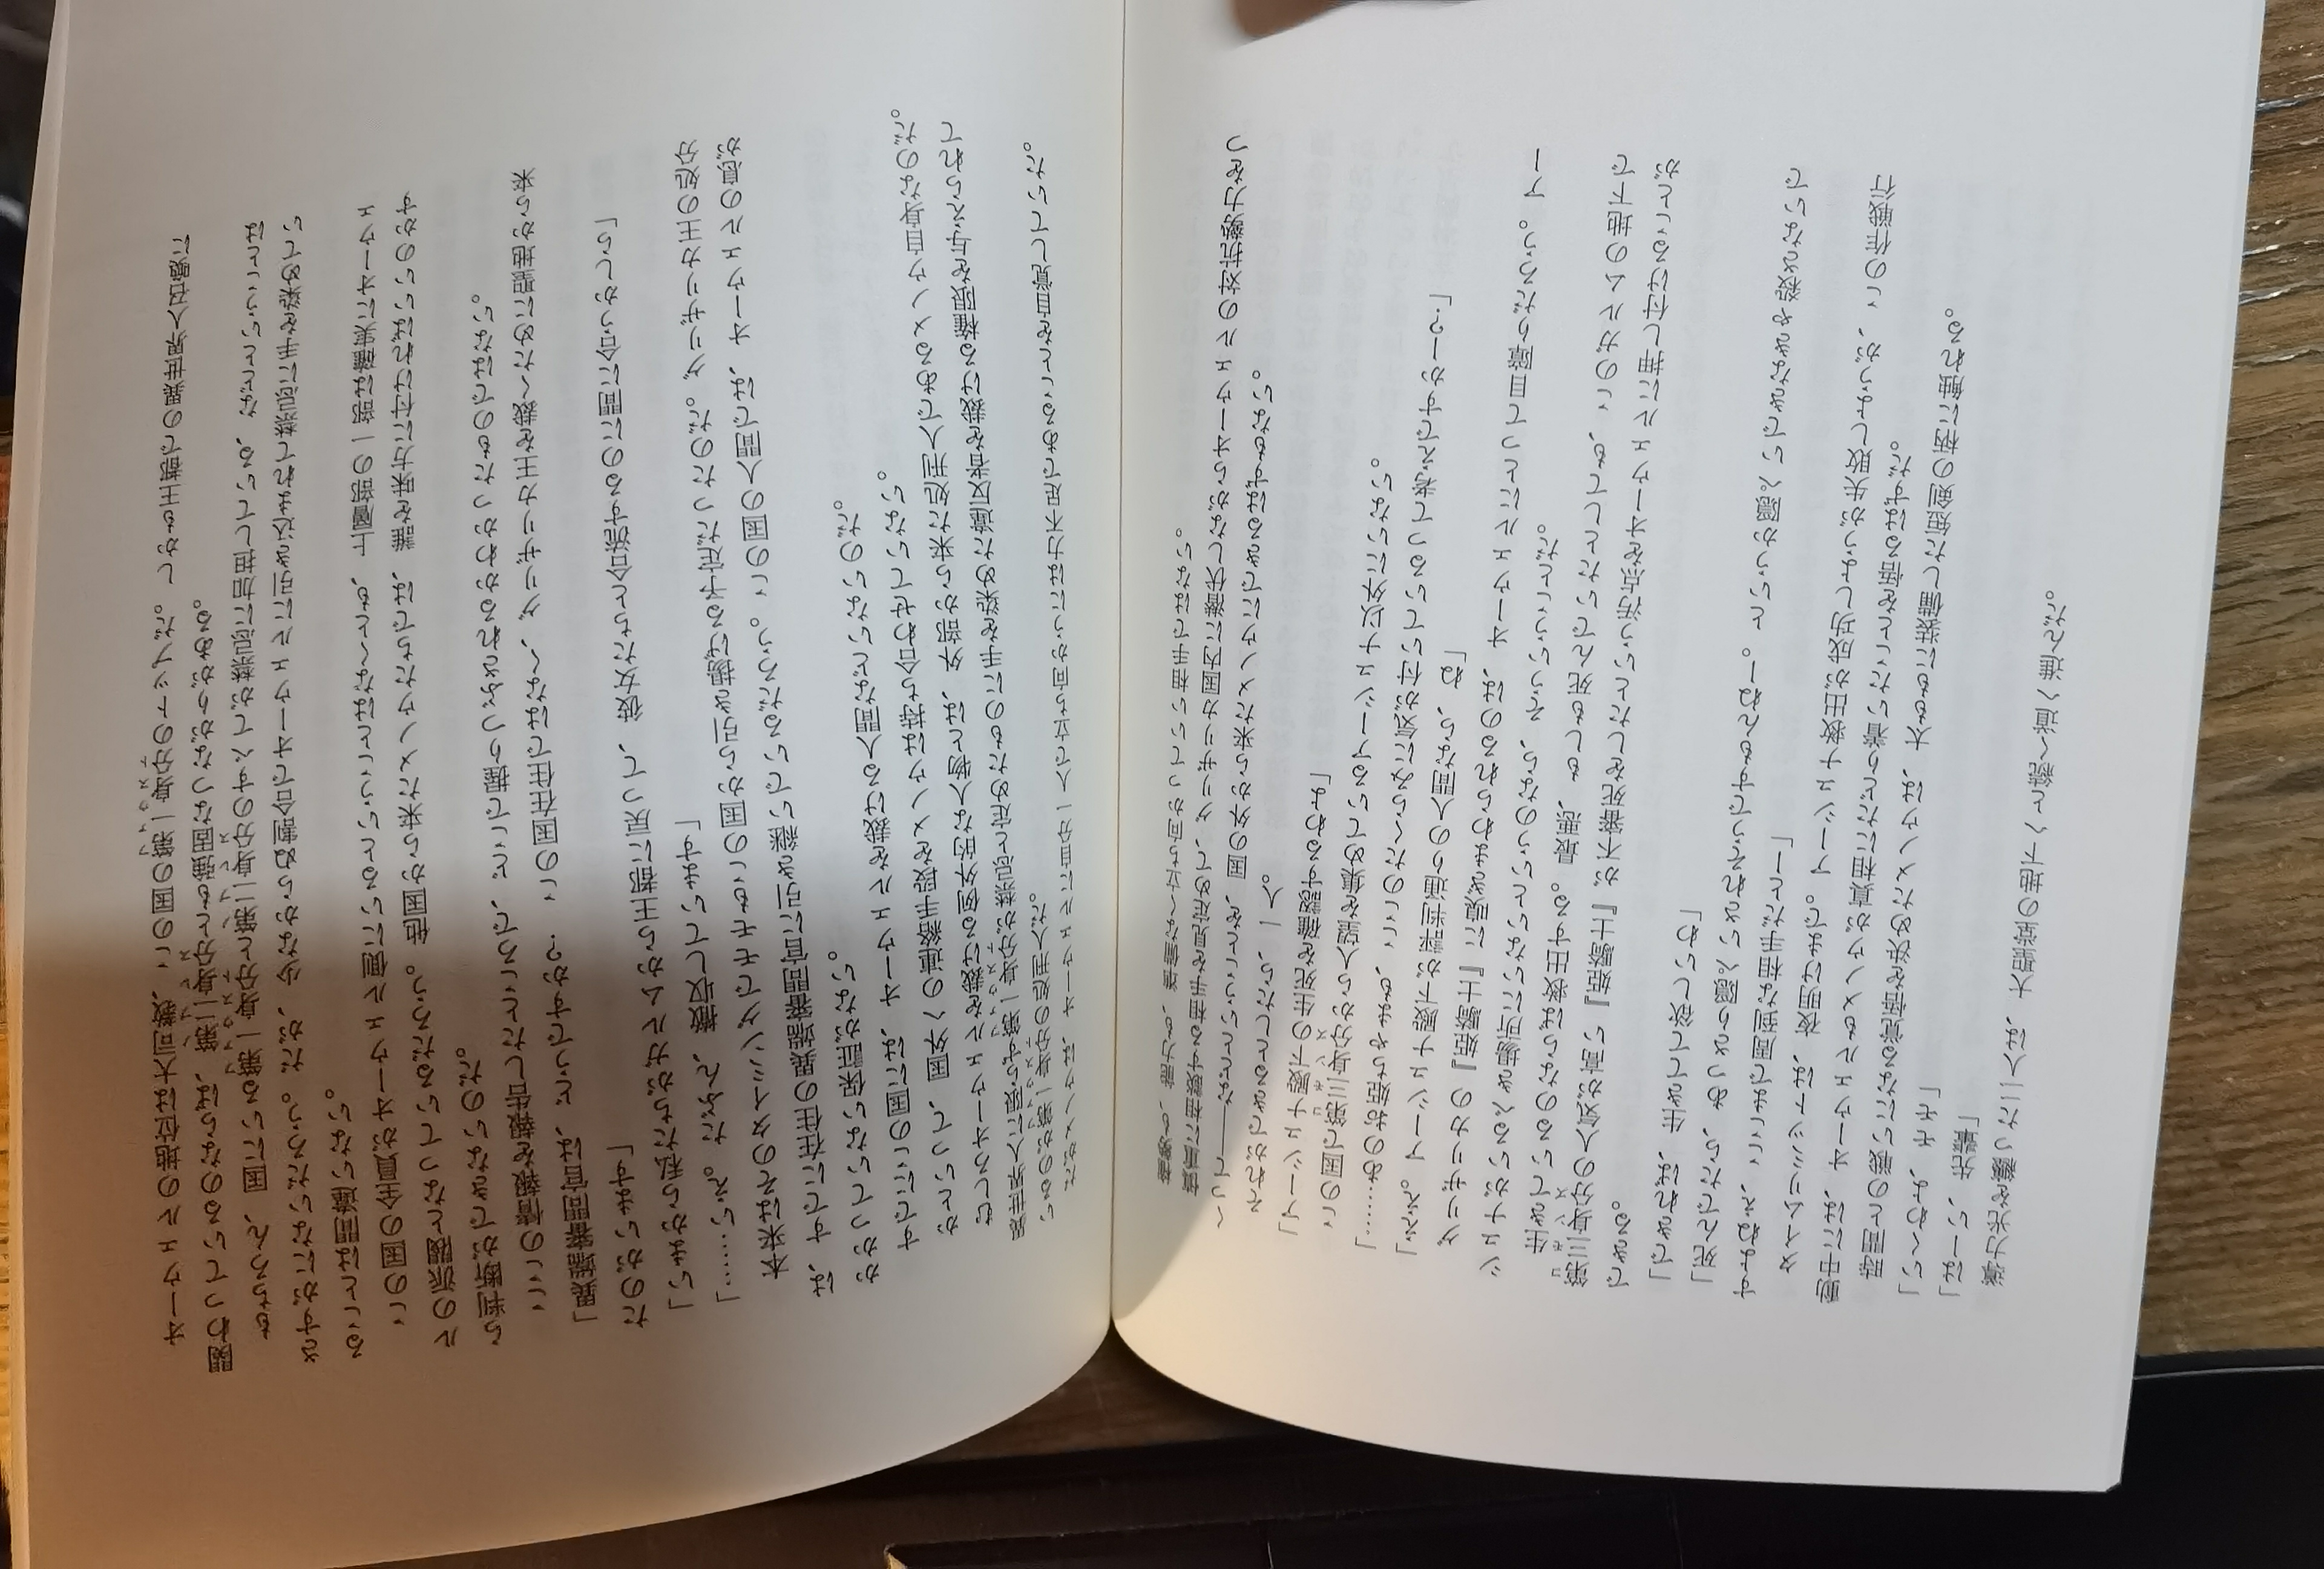 オーウェルの地位は大司教、この国の第一身分のトップだ。しかも王都での異世界人召喚に
関わっているのならば、第二身分とも強固なつながりがある。
もちろん、国にいる第一身分と第二身分のすべてが禁忌に加担している、などということは
さすがにないだろう。だが、少なからぬ割合でオーウェルに引き込まれて禁忌に手を染めてい
ることは間違いない。
この国の全員がオーウェル側にいるということはなくとも、上層部の一部は確実にオーウェ
ルの派閥となっているだろう。他国から来たメノウたちでは、誰を味方に付ければいいのかす
ら判断ができないのだ。
ここの情報を報告したところで、どこで握りつぶされるかわかったものではない。
「異端審問官は、どうですか？　この国在住ではなく、グリザリカ王を裁くために聖地から来
たのがいます」
「いまから私たちがガルムから王都に戻って、彼女たちと合流するのに間に合うかしら」
「……いえ。たぶん、撤収しています」
本来はそのタイミングでモモもこの国から引き揚げる予定だったのだ。グリザリカ王の処分
は、すでに在住の異端審問官に引き継いでいるだろう。この国の人間では、オーウェルの息が
かかっていない保証がない。
すでにこの国には、オーウェルを裁ける人間などいないのだ。
かといって、国外への連絡手段をメノウは持ち合わせていない。
むしろオーウェルを裁ける例外的な人物とは、外部から来た処刑人であるメノウ自身なのだ。
異世界人に限らず第一身分が禁忌と定めたものに手を染めた違反者を裁ける権限を与えられて
いるのが第一身分の処刑人だ。
だがメノウは、オーウェルに自分一人で立ち向かうには力不足であることを自覚していた。
権勢も、能力も、準備なく立ち向かっていい相手ではない。
慎重に相談する相手を見定めて、グリザリカ国内に潜伏しながらオーウェルの対抗勢力をつ
くって――などということを、国の外から来たメノウにできるはずもない。
それができるとしたら、一人。
「アーシュナ殿下の生死を確認するわよ」
この国で第三身分から人望を集めているアーシュナ以外にいない。
「……あのお姫ちゃまも、ここのたくらみに気が付いているって考えですかー？」
「ええ。アーシュナ殿下が評判通りの人間なら、ね」
グリザリカの『姫騎士』に嗅ぎまわられるのは、オーウェルにとって目障りだろう。アー
シュナがいるべき場所にいないというのなら、そういうことだ。
生きているのならば救出する。最悪、もしも死んでいたとしても、このガルムの地下で
第三身分の人気が高い『姫騎士』が不審死をしたという汚点をオーウェルに押し付けることが
できる。
「できれば、生きてて欲しいわ」
「死んでたら、あっさり隠ぺいされそうですもんねー。というか隠ぺいできなきゃ殺さないで
すよねぇ、ここまで周到な相手だとー」
タイムリミットは、夜明けまで。アーシュナ救出が成功しようが失敗しようが、この作戦行
動中には、オーウェルもメノウが真相にたどり着いたことを悟るはずだ。
時間との戦いになる覚悟を決めたメノウは、太ももに装備した短剣の柄に触れる。
「いくわよ、モモ」
「はーい、先輩」
導力光を纏った二人は、大聖堂の地下へと続く道へ進んだ。